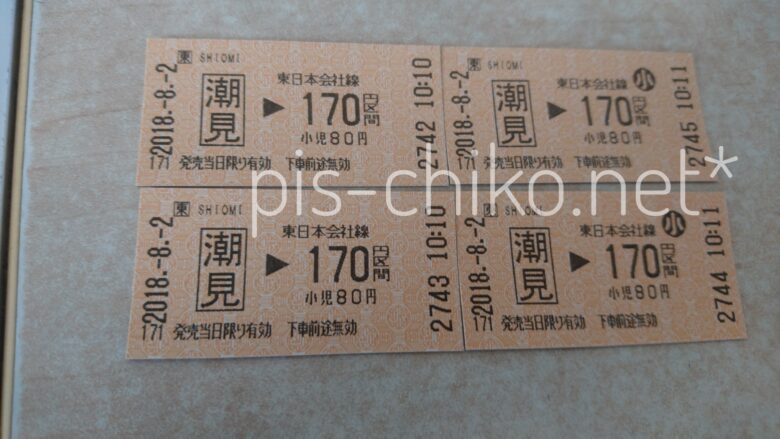 東 SHIOMI
2018.-8.-2
潮見 ▶ 東日本会社線
170円区間
小児80円
171 発売当日限り有効 下車前途無効
2742 10:10
東 SHIOMI
2018.-8.-2
潮見 ▶ 東日本会社線 小
170円区間
小児80円
171 発売当日限り有効 下車前途無効
2745 10:11
pis-chiko.net*
東 SHIOMI
2018.-8.-2
潮見 ▶ 東日本会社線
170円区間
小児80円
171 発売当日限り有効 下車前途無効
2743 10:10
東 SHIOMI
2018.-8.-2
潮見 ▶ 東日本会社線 小
170円区間
小児80円
171 発売当日限り有効 下車前途無効
2744 10:11